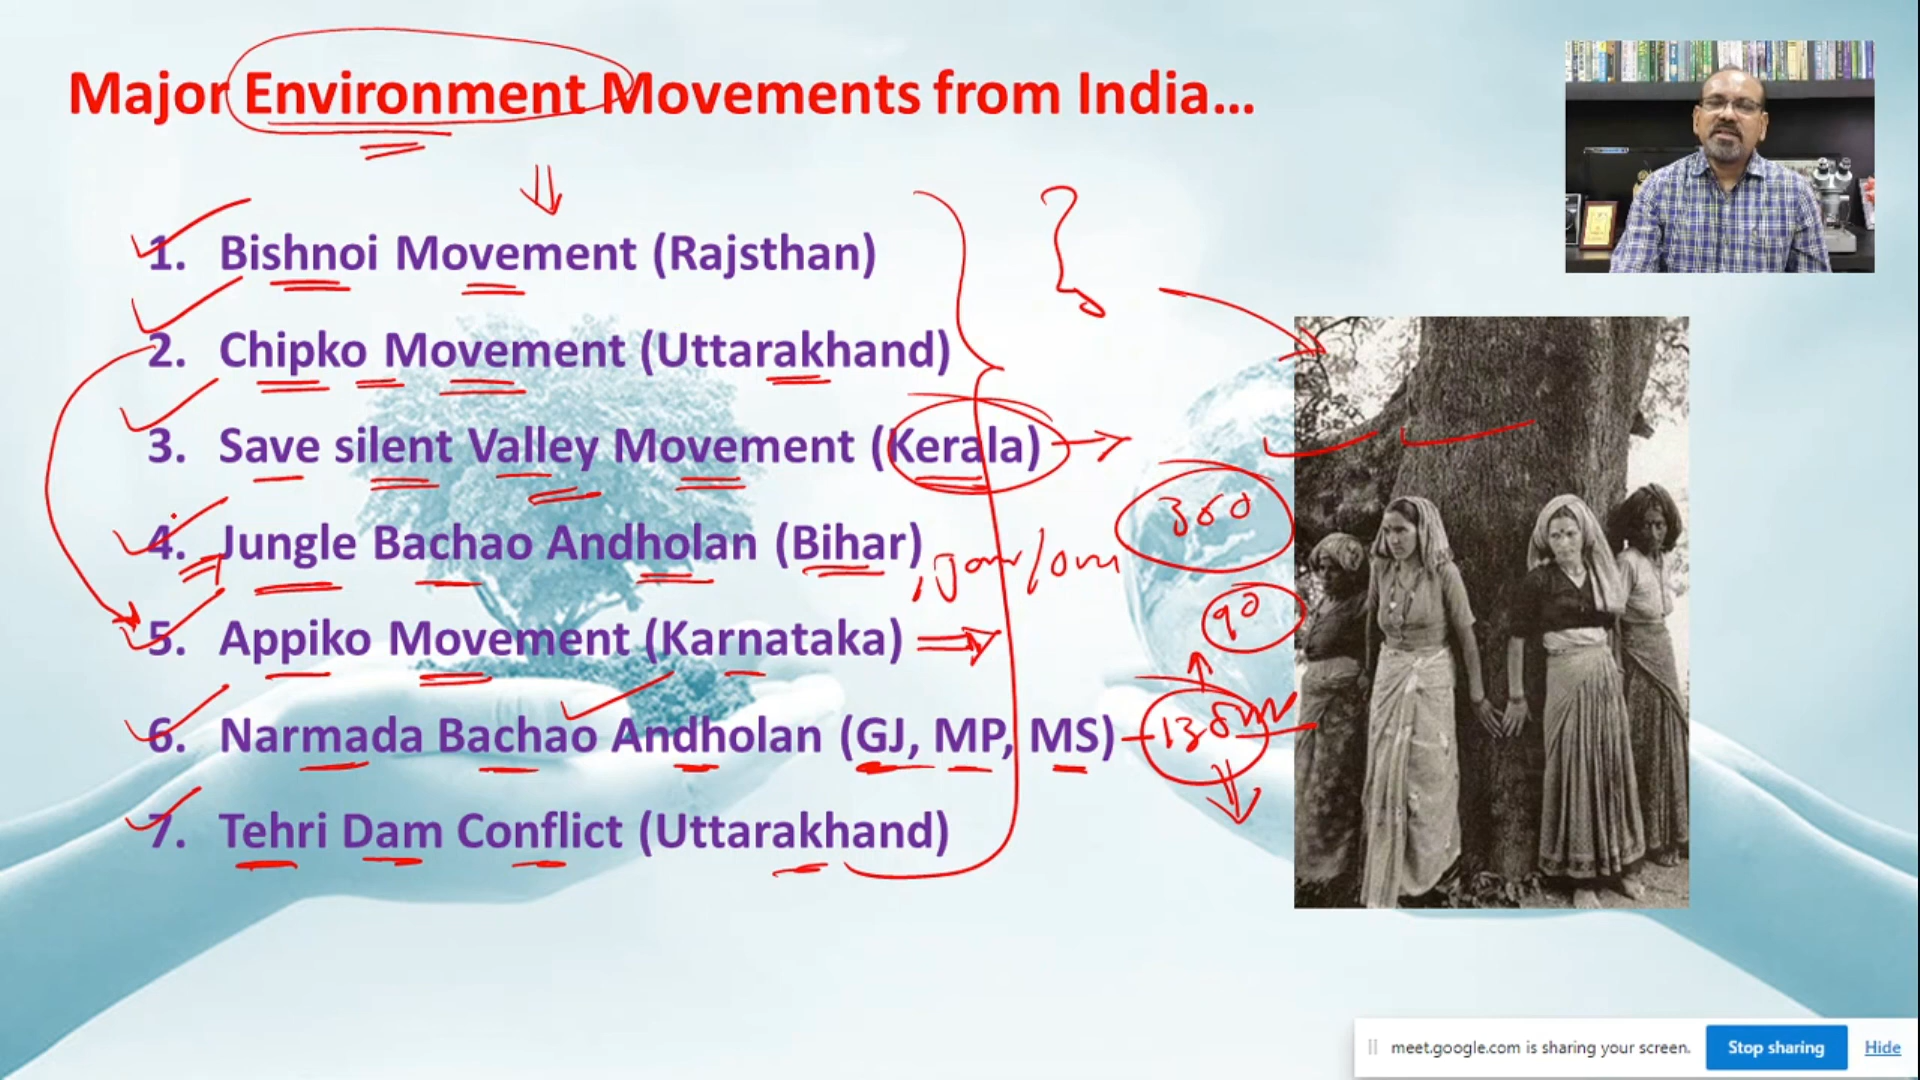 Major Environment Movements from India...
1. Bishnoi Movement (Rajsthan)
2. Chipko Movement (Uttarakhand)
3. Save silent Valley Movement (Kerala)
360
4. Jungle Bachao Andholan (Bihar)
90
5. Appiko Movement (Karnataka)
6. Narmada Bachao Andholan (GJ, MP, MS)
7. Tehri Dam Conflict (Uttarakhand)
meet.google.com is sharing your screen.
Stop sharing
Hide